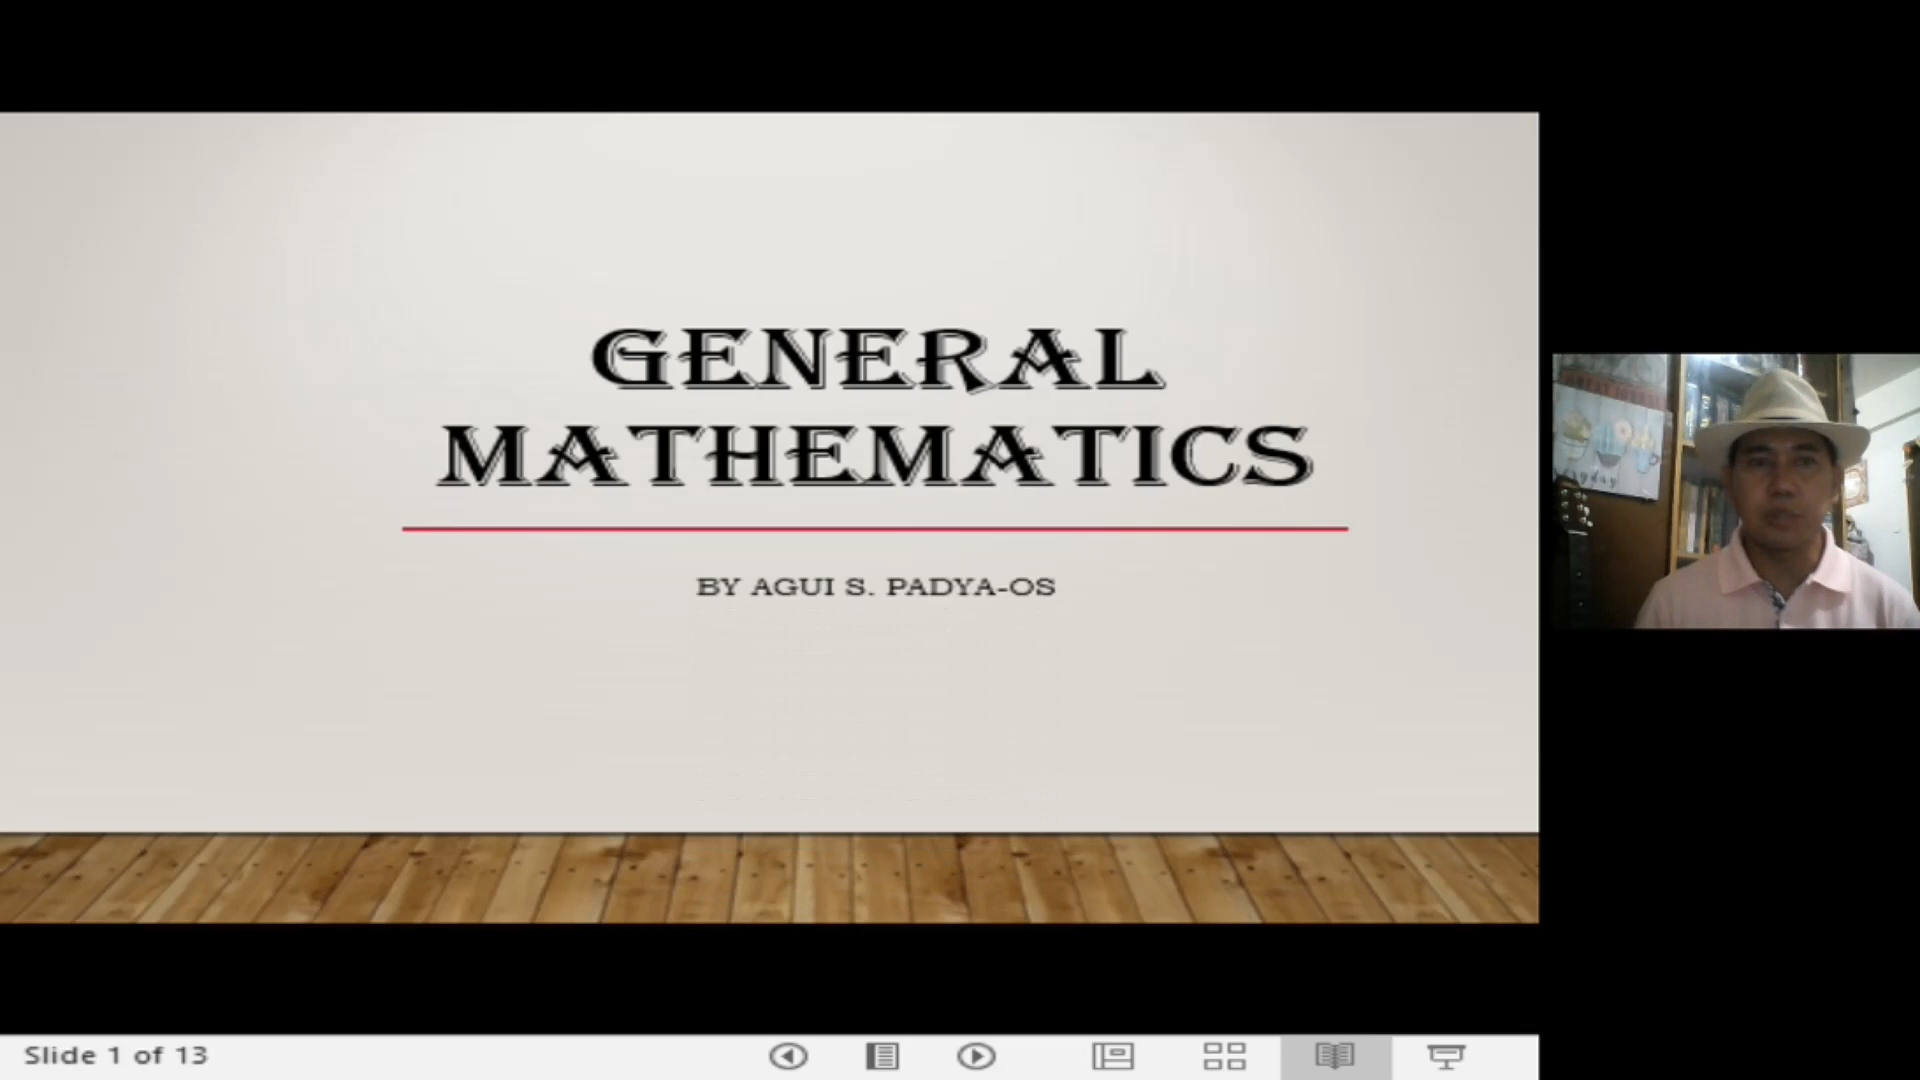 GENERAL
MATHEMATICS
BY AGUI S. PADYA-OS
Slide 1 of 13